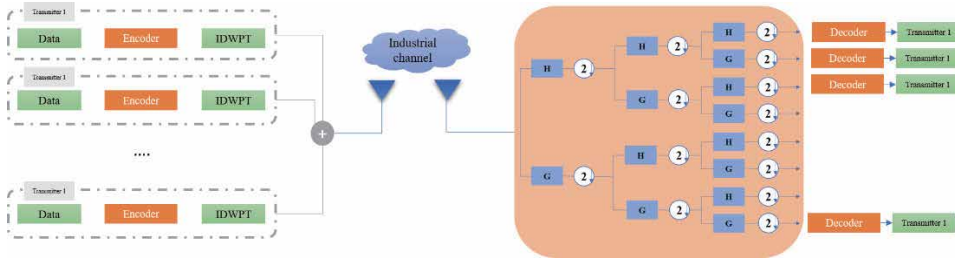 Transmitter 1
Data Encoder IDWPT
Transmitter 1
Data Encoder IDWPT
....
Transmitter 1
Data Encoder IDWPT
+
Industrial
channel
H 2 H 2 H 2
G 2
G 2 H 2
G 2
G 2 H 2 H 2
G 2
G 2 H 2
G 2
Decoder Transmitter 1
Decoder Transmitter 1
Decoder Transmitter 1
Decoder Transmitter 1